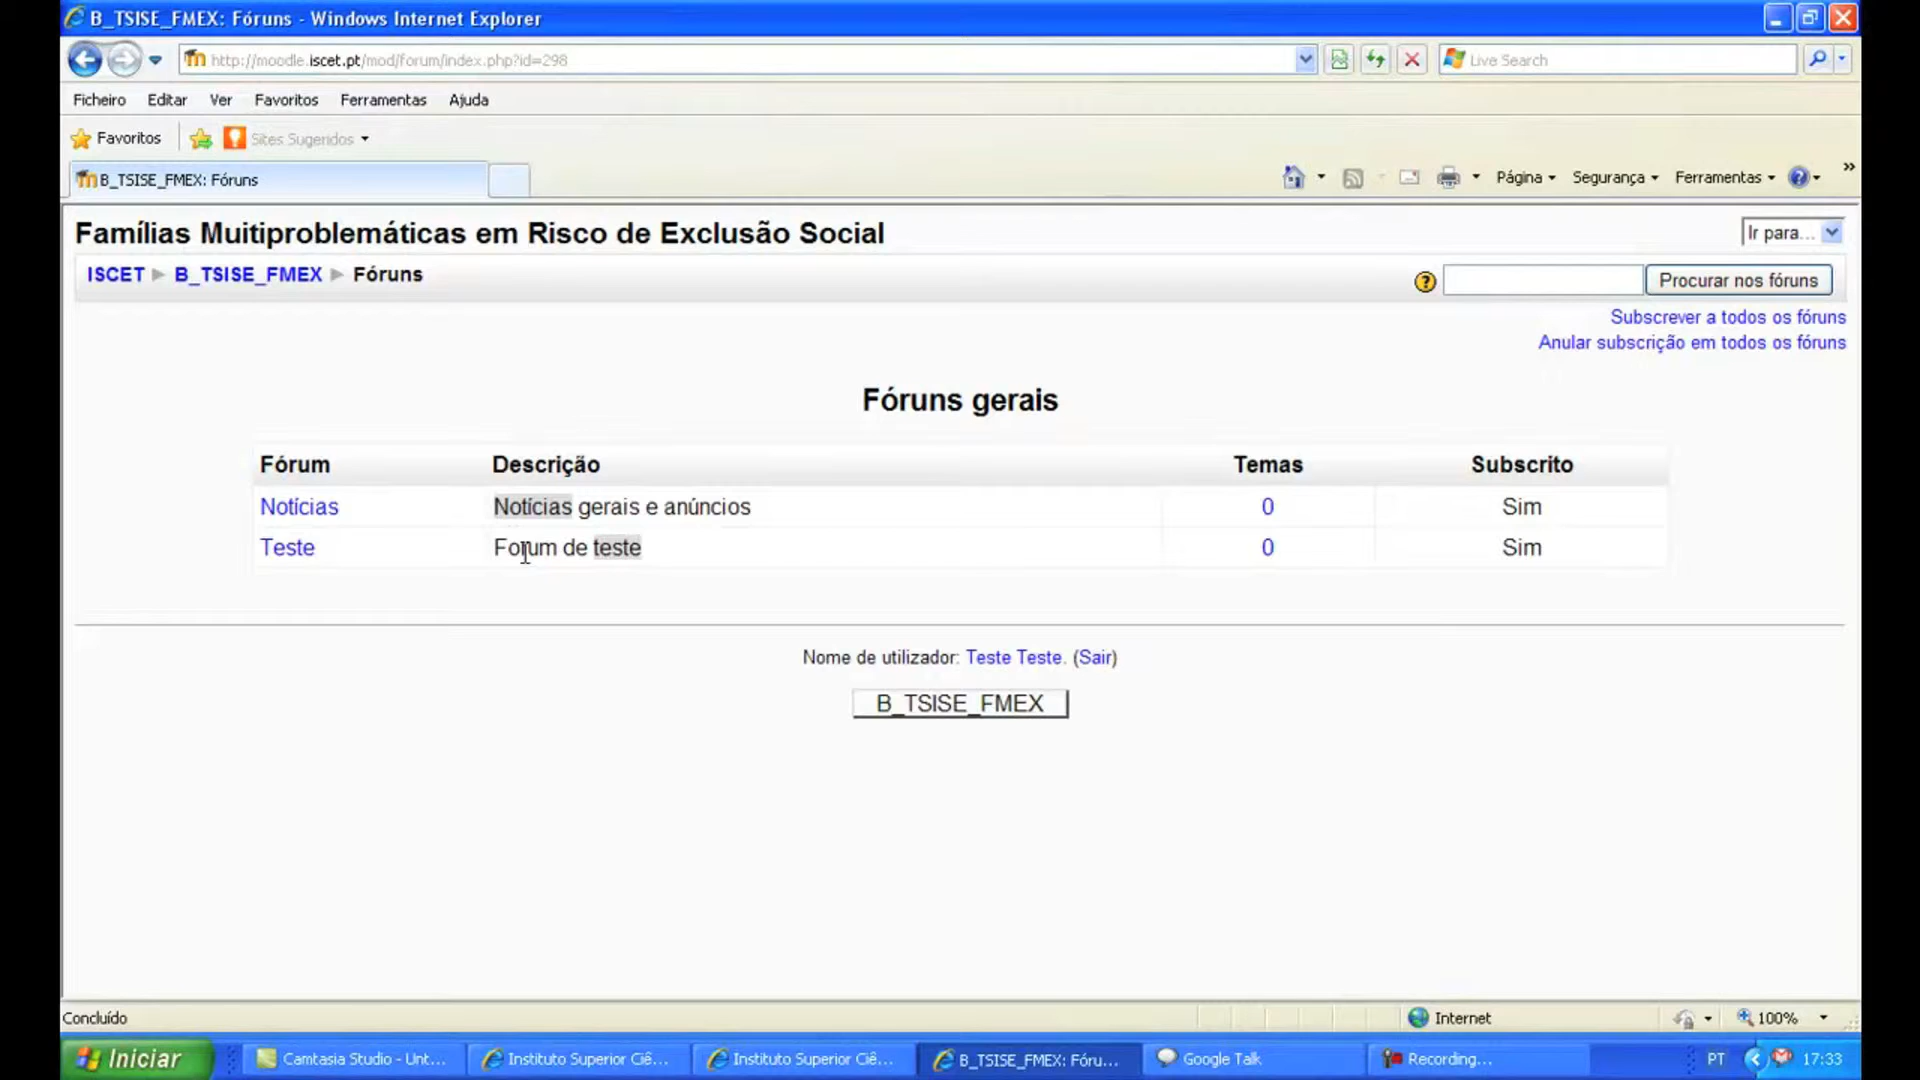 B_TSISE_FMEX: Fóruns - Windows Internet Explorer
http://moodle.iscet.pt/mod/forum/index.php?id=298
Live Search
Ficheiro Editar Ver Favoritos Ferramentas Ajuda
Favoritos Sites Sugeridos
B_TSISE_FMEX: Fóruns
Página Segurança Ferramentas »
Famílias Muitiproblemáticas em Risco de Exclusão Social
Ir para...
ISCET ► B_TSISE_FMEX ► Fóruns
? Procurar nos fóruns
Subscrever a todos os fóruns
Anular subscrição em todos os fóruns
Fóruns gerais
Fórum Descrição Temas Subscrito
Notícias Notícias gerais e anúncios 0 Sim
Teste Forum de teste 0 Sim
Nome de utilizador: Teste Teste. (Sair)
B_TSISE_FMEX
Concluído Internet 100%
Iniciar Camtasia Studio - Unt... Instituto Superior Ciê... Instituto Superior Ciê... B_TSISE_FMEX: Fóru... Google Talk Recording... PT 17:33